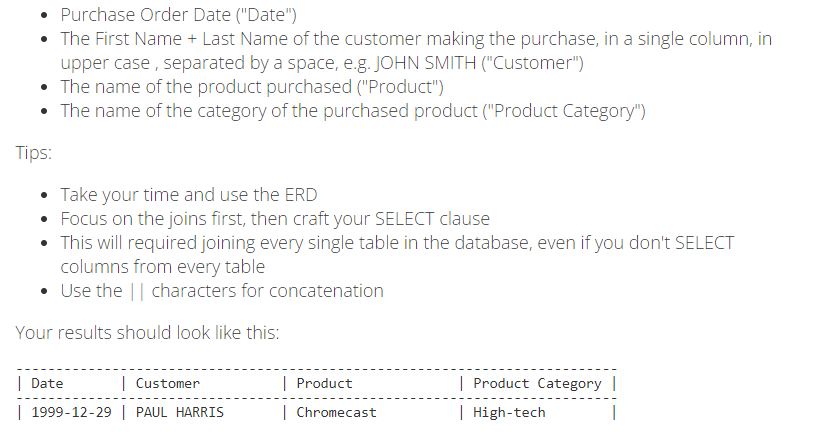 • Purchase Order Date ("Date")
• The First Name + Last Name of the customer making the purchase, in a single column, in
upper case , separated by a space, e.g. JOHN SMITH ("Customer")
• The name of the product purchased ("Product")
• The name of the category of the purchased product ("Product Category")
Tips:
• Take your time and use the ERD
• Focus on the joins first, then craft your SELECT clause
• This will required joining every single table in the database, even if you don't SELECT
columns from every table
• Use the || characters for concatenation
Your results should look like this:
--------------------------------------------------------------------------
| Date       | Customer          | Product             | Product Category |
--------------------------------------------------------------------------
| 1999-12-29 | PAUL HARRIS       | Chromecast          | High-tech        |